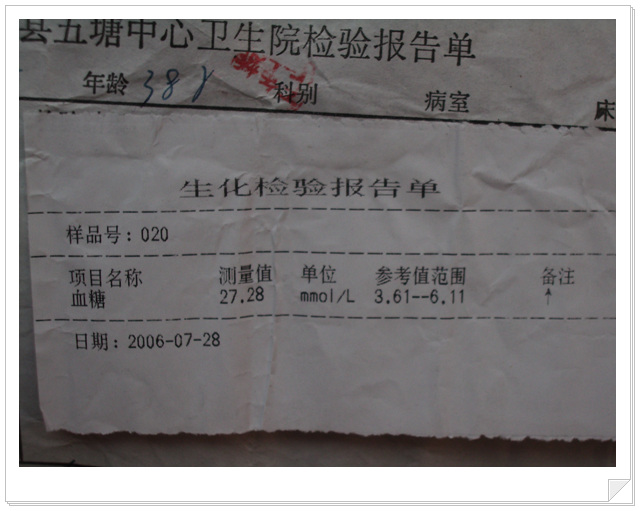 县五塘中心卫生院检验报告单
年龄 38岁 科别 病室 床
生化检验报告单
样品号：020
项目名称 测量值 单位 参考值范围 备注
血糖 27.28 mmol/L 3.61--6.11 ↑
日期：2006-07-28